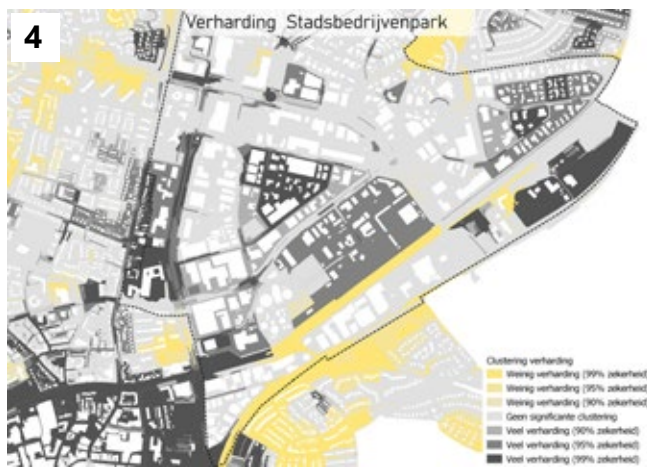 4
Verharding Stadsbedrijvenpark
Clustering verharding
Weinig verharding (99% zekerheid)
Weinig verharding (95% zekerheid)
Weinig verharding (90% zekerheid)
Geen significante clustering
Veel verharding (90% zekerheid)
Veel verharding (95% zekerheid)
Veel verharding (99% zekerheid)